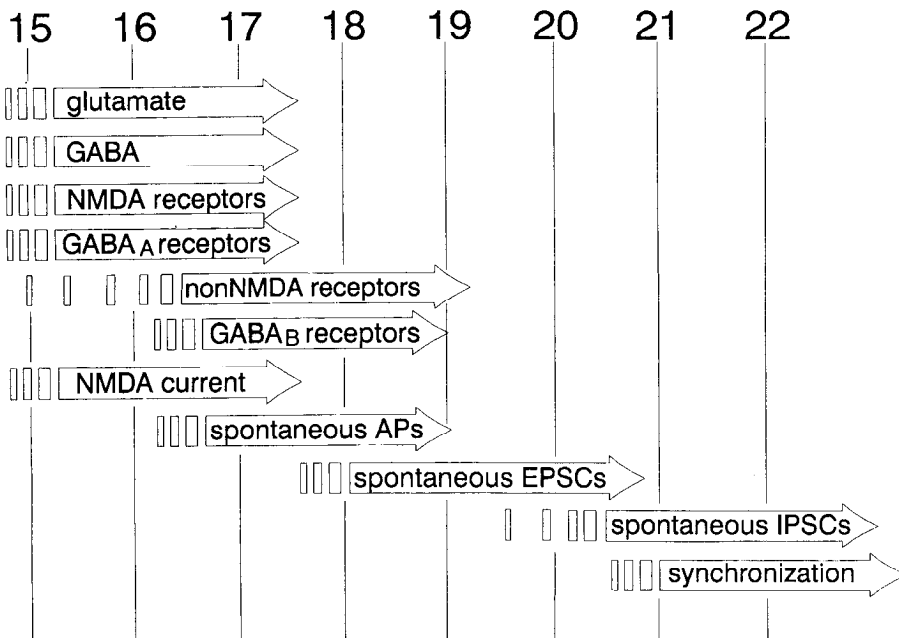 15 16 17 18 19 20 21 22
glutamate
GABA
NMDA receptors
GABAA receptors
nonNMDA receptors
GABAB receptors
NMDA current
spontaneous APs
spontaneous EPSCs
spontaneous IPSCs
synchronization